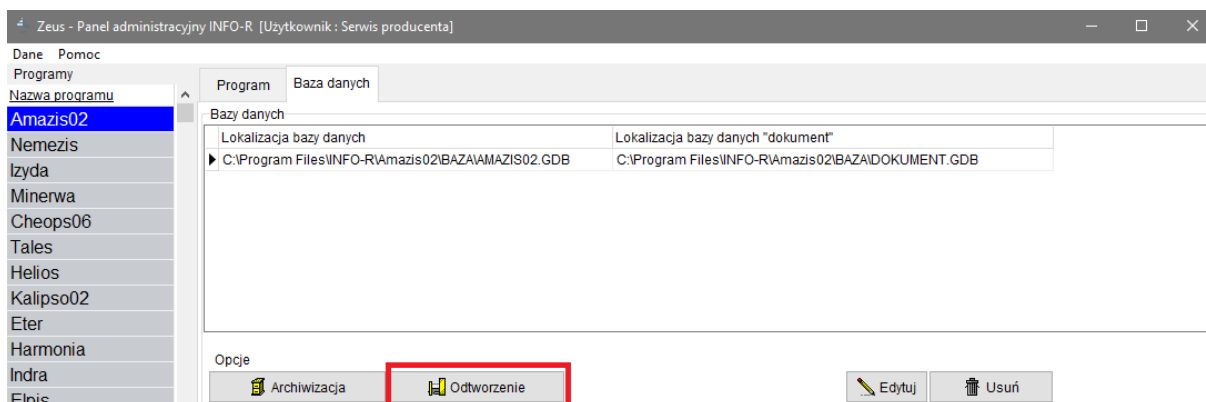 Zeus - Panel administracyjny INFO-R [Użytkownik : Serwis producenta]
Dane Pomoc
Programy
Nazwa programu
Program Baza danych
Amazis02
Nemezis
Izyda
Minerwa
Cheops06
Tales
Helios
Kalipso02
Eter
Harmonia
Indra
Elpis
Bazy danych
Lokalizacja bazy danych Lokalizacja bazy danych "dokument"
C:\Program Files\INFO-R\Amazis02\BAZA\AMAZIS02.GDB C:\Program Files\INFO-R\Amazis02\BAZA\DOKUMENT.GDB
Opcje
Archiwizacja Odtworzenie Edytuj Usuń